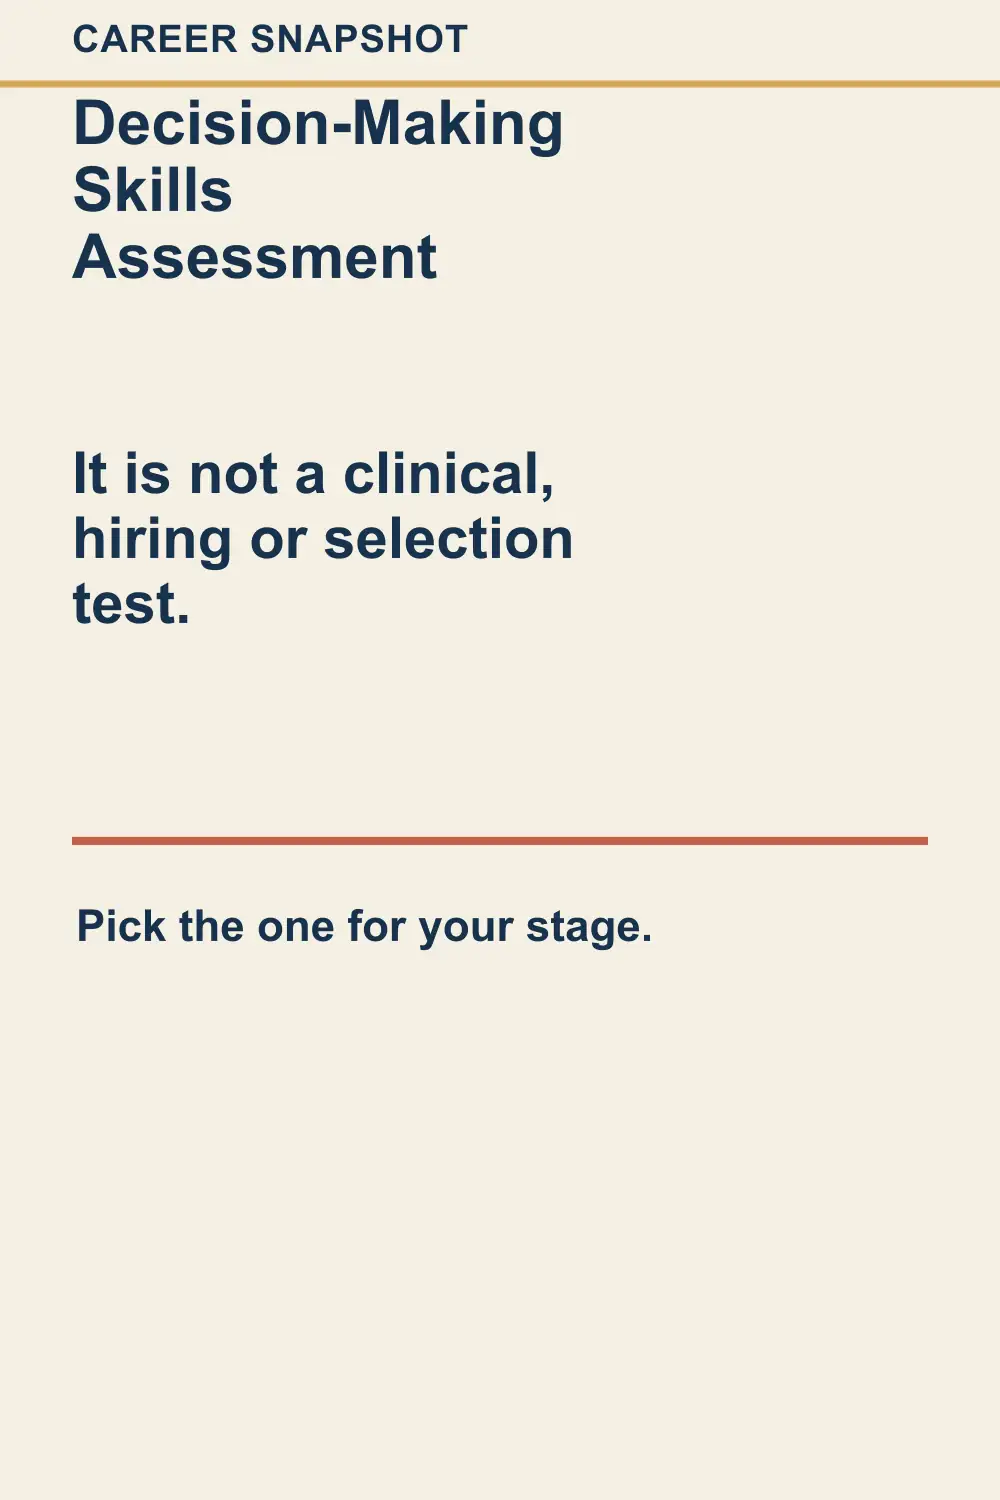 CAREER SNAPSHOT
Decision-Making
Skills
Assessment
It is not a clinical,
hiring or selection
test.
Pick the one for your stage.